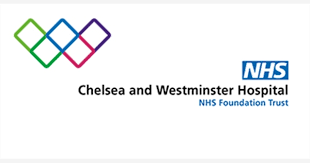 NHS
Chelsea and Westminster Hospital
NHS Foundation Trust